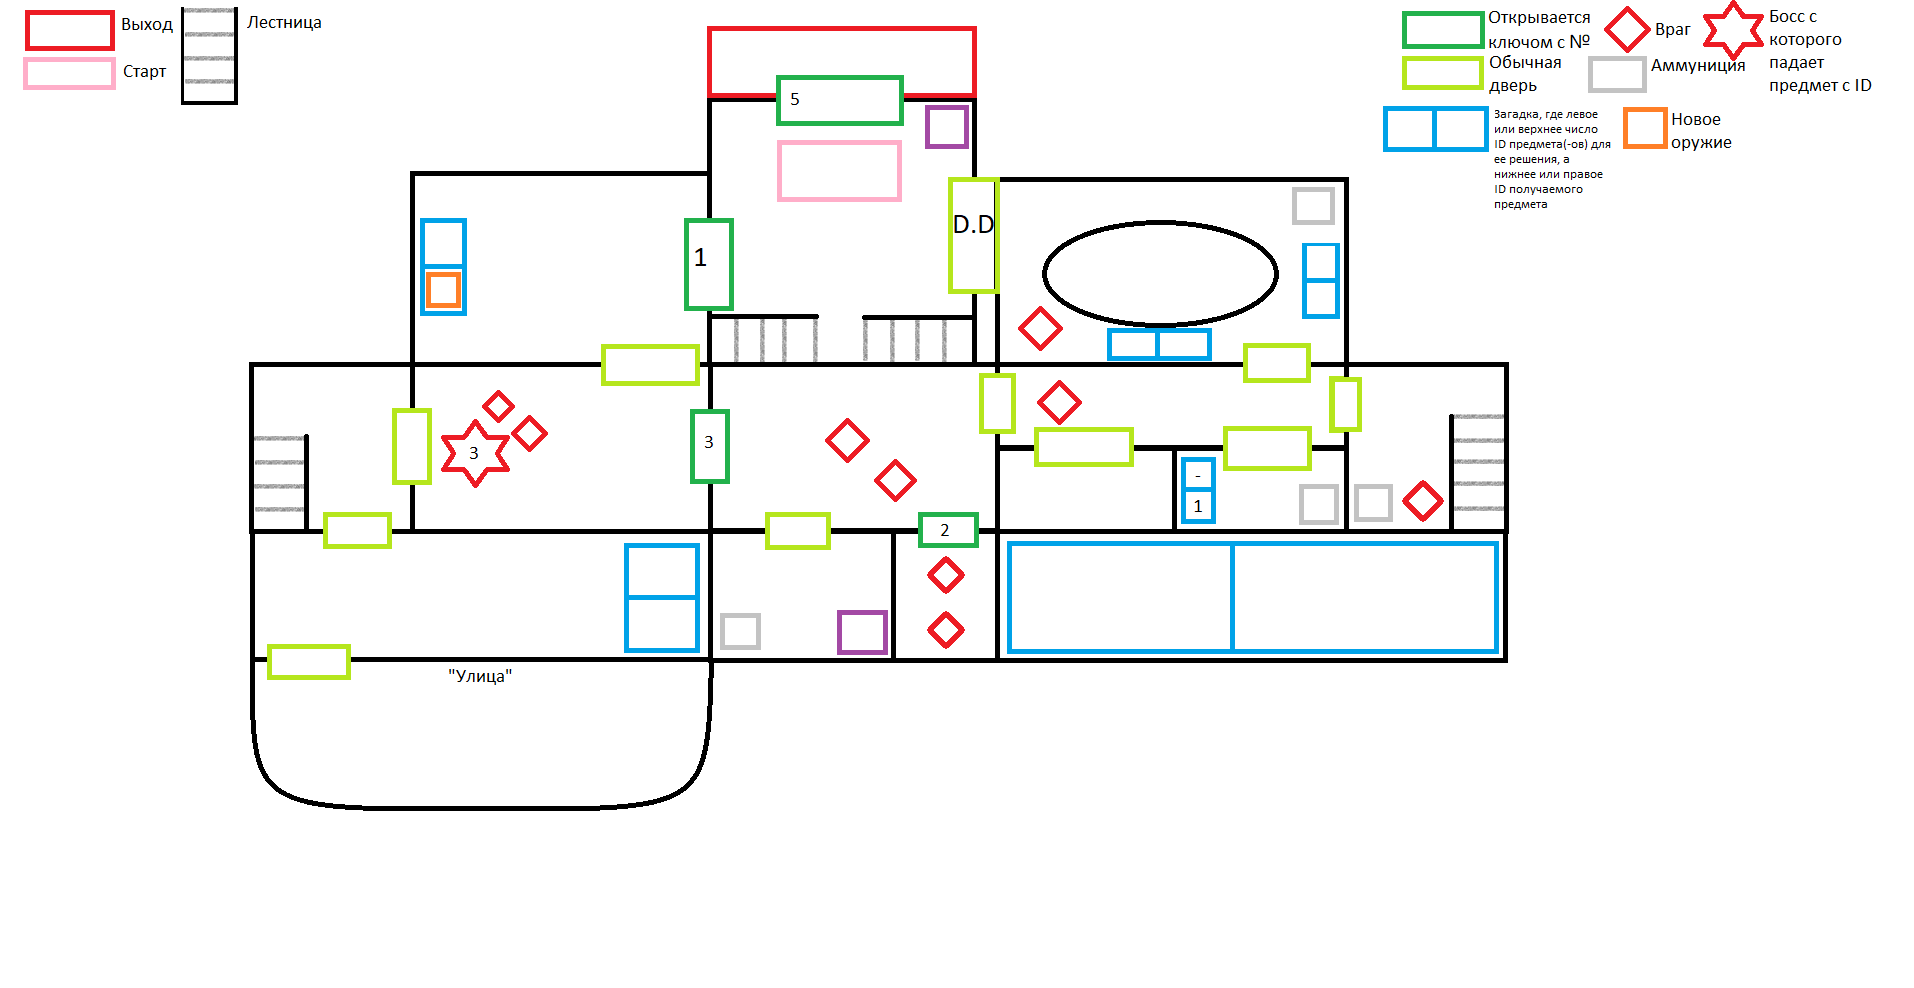 Выход
Лестница
Старт
Открывается
ключом с №
Враг
Босс с
которого
падает
предмет с ID
Обычная
дверь
Аммуниция
Загадка, где левое
или верхнее число
ID предмета(-ов) для
ее решения, а
нижнее или правое
ID получаемого
предмета
Новое
оружие
5
D.D
1
3
3
-
1
2
"Улица"